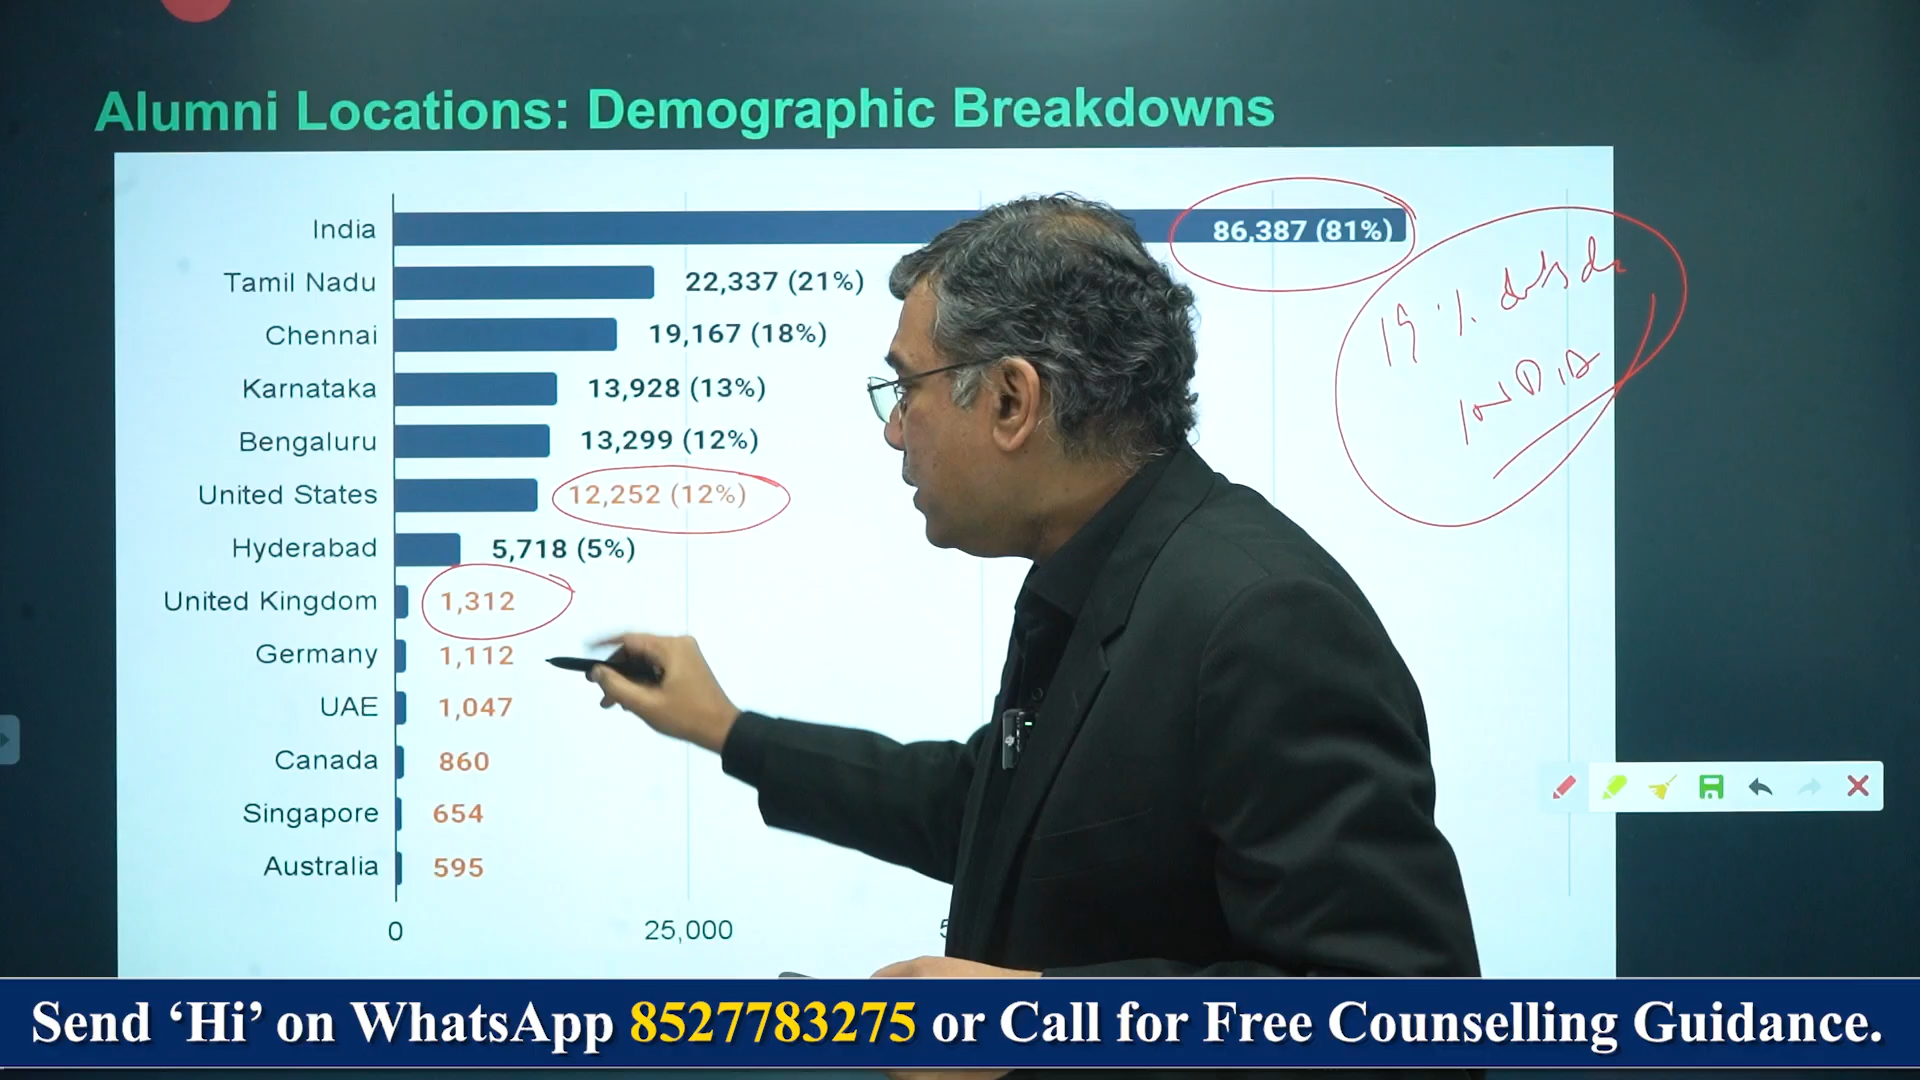 Alumni Locations: Demographic Breakdowns
India 86,387 (81%)
Tamil Nadu 22,337 (21%)
Chennai 19,167 (18%)
Karnataka 13,928 (13%)
Bengaluru 13,299 (12%)
United States 12,252 (12%)
Hyderabad 5,718 (5%)
United Kingdom 1,312
Germany 1,112
UAE 1,047
Canada 860
Singapore 654
Australia 595
0 25,000
19 %
INDIA
Send ‘Hi’ on WhatsApp 8527783275 or Call for Free Counselling Guidance.